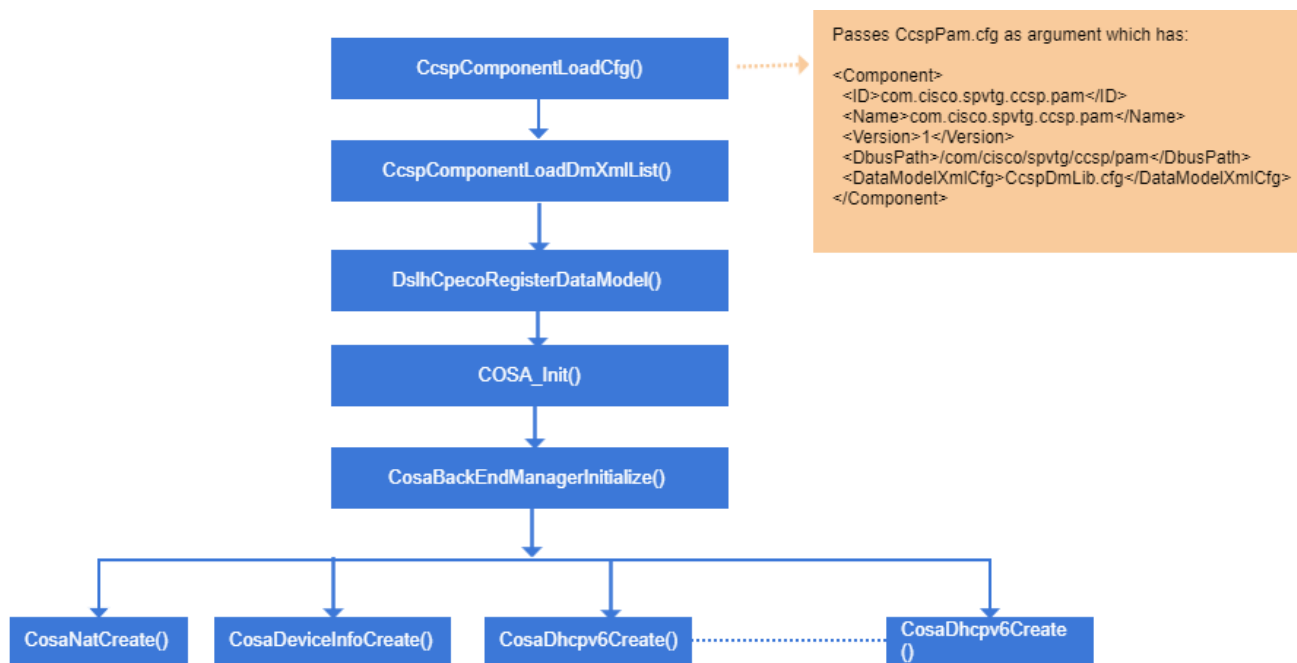 CcspComponentLoadCfg()
Passes CcspPam.cfg as argument which has:
<Component>
<ID>com.cisco.spvtg.ccsp.pam</ID>
<Name>com.cisco.spvtg.ccsp.pam</Name>
<Version>1</Version>
<DbusPath>/com/cisco/spvtg/ccsp/pam</DbusPath>
<DataModelXmlCfg>CcspDmLib.cfg</DataModelXmlCfg>
</Component>
CcspComponentLoadDmXmlList()
DslhCpecoRegisterDataModel()
COSA_Init()
CosaBackEndManagerInitialize()
CosaNatCreate()
CosaDeviceInfoCreate()
CosaDhcpv6Create()
CosaDhcpv6Create
()